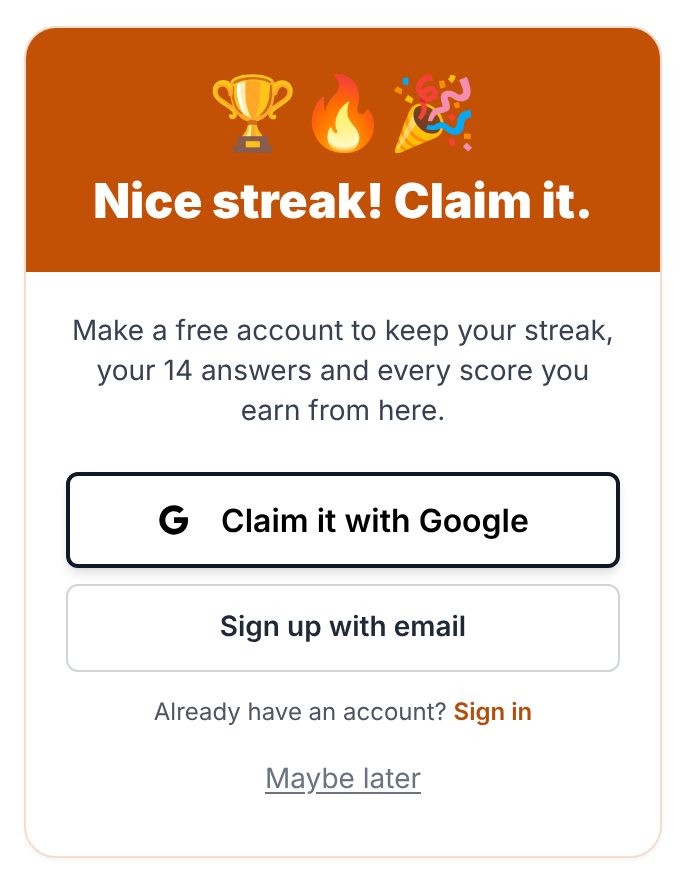 Nice streak! Claim it.
Make a free account to keep your streak,
your 14 answers and every score you
earn from here.
G Claim it with Google
Sign up with email
Already have an account? Sign in
Maybe later